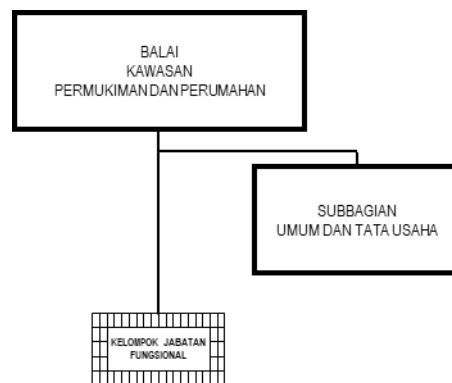 BALAI
KAWASAN
PERMUKIMAN DAN PERUMAHAN
SUBBAGIAN
UMUM DAN TATA USAHA
KELOMPOK JABATAN
FUNGSIONAL